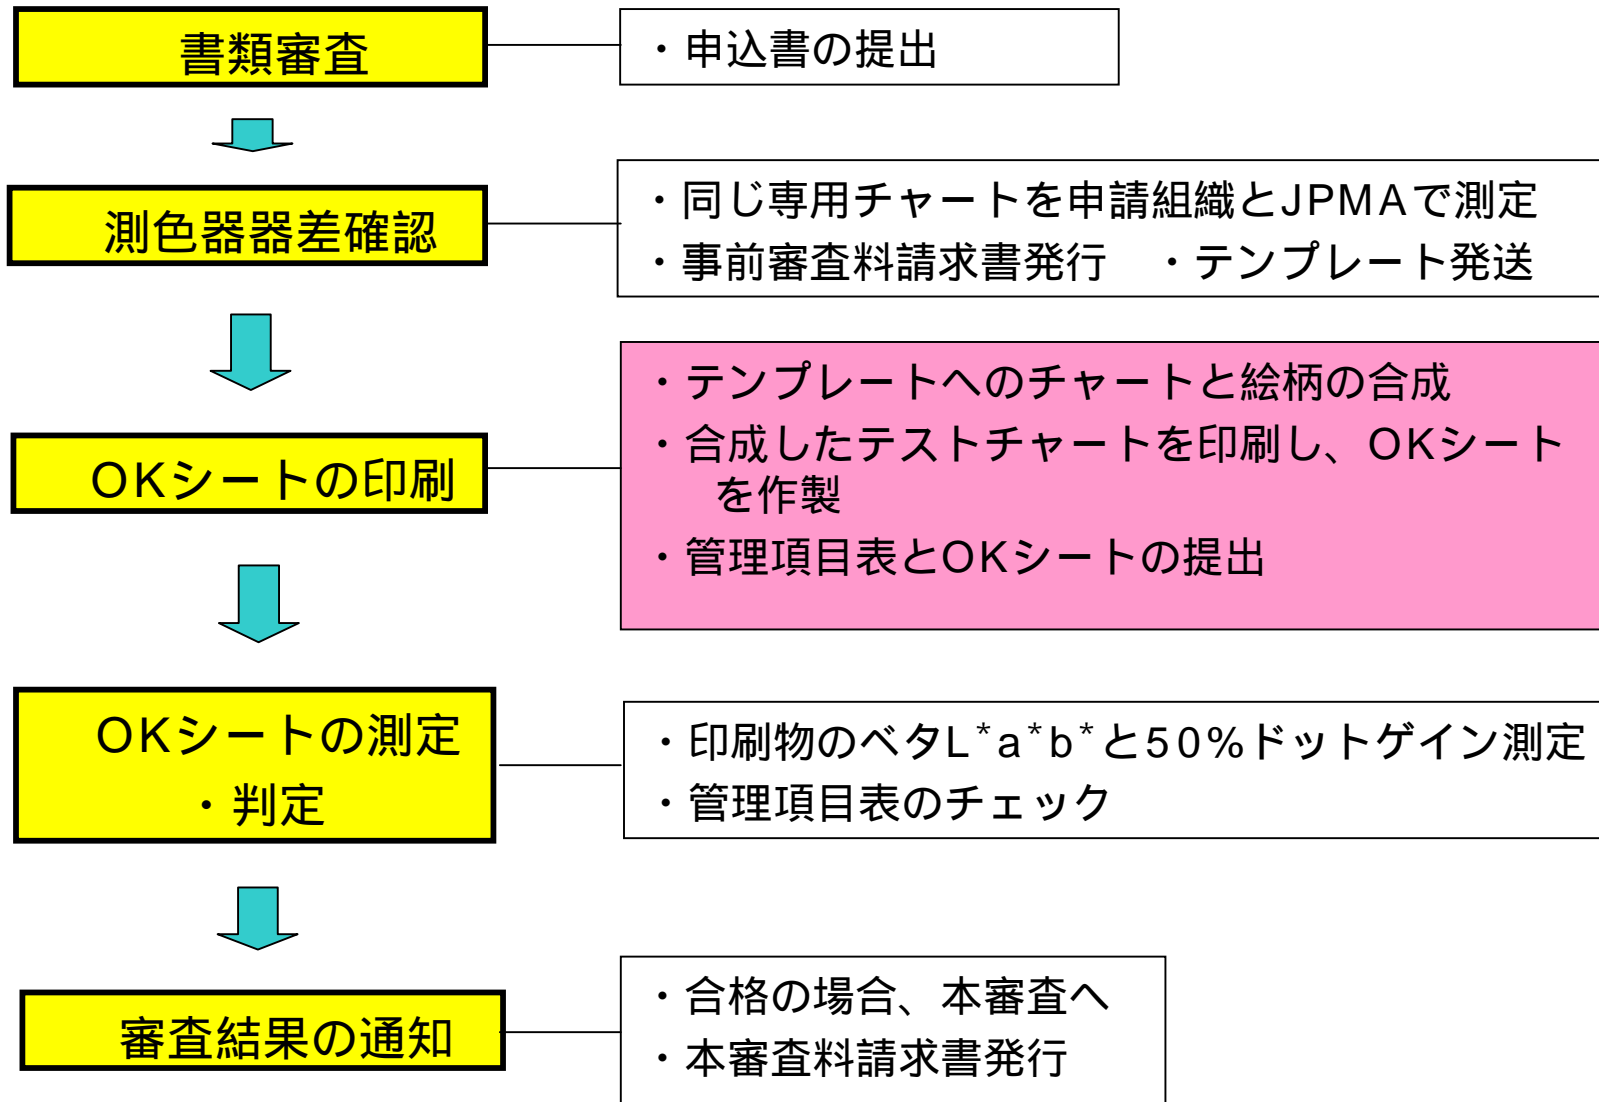 書類審査
・申込書の提出
測色器器差確認
・同じ専用チャートを申請組織とJPMAで測定
・事前審査料請求書発行　・テンプレート発送
OKシートの印刷
・テンプレートへのチャートと絵柄の合成
・合成したテストチャートを印刷し、OKシート
を作製
・管理項目表とOKシートの提出
OKシートの測定
・判定
・印刷物のベタL*a*b*と50%ドットゲイン測定
・管理項目表のチェック
審査結果の通知
・合格の場合、本審査へ
・本審査料請求書発行